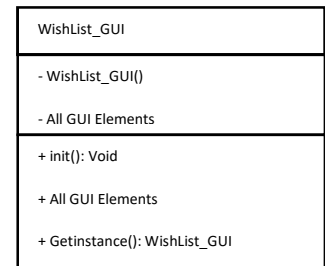 WishList_GUI
- WishList_GUI()
- All GUI Elements
+ init(): Void
+ All GUI Elements
+ Getinstance(): WishList_GUI